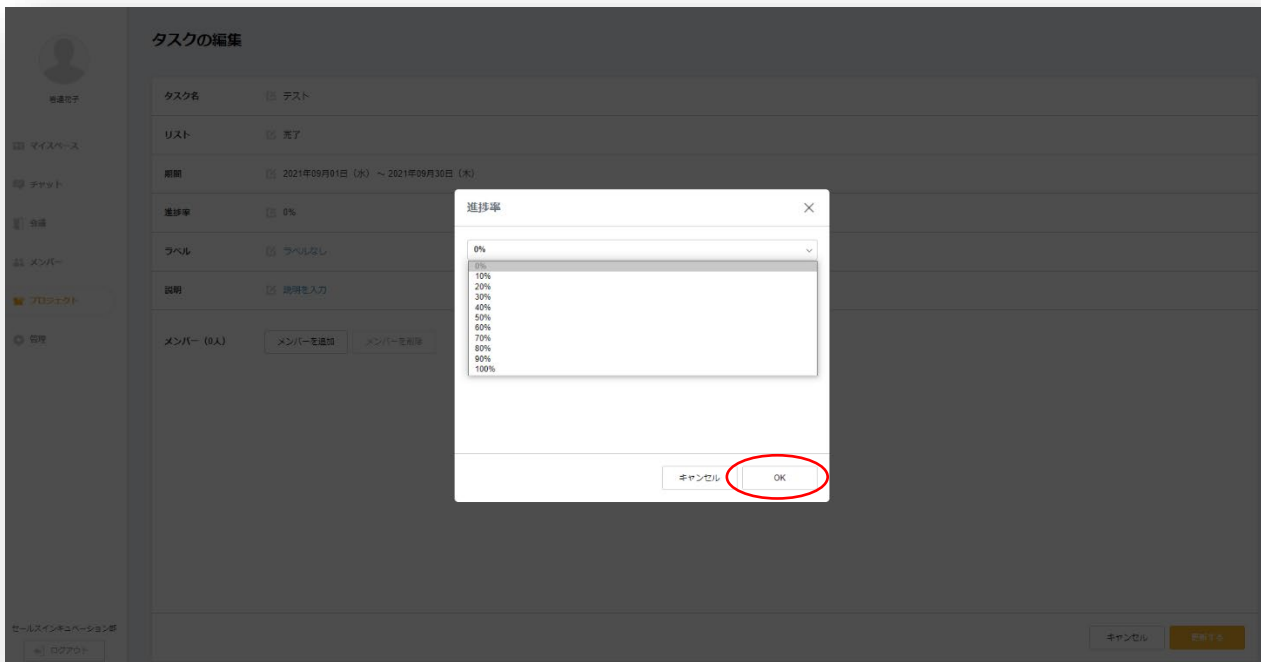 タスクの編集
タスク名
テスト
リスト
完了
期間
2021年09月01日（水）～2021年09月30日（木）
進捗率
0%
ラベル
ラベルなし
説明
説明を入力
メンバー（0人）
メンバーを追加
メンバーを削除
マイスペース
チャット
会議
メンバー
プロジェクト
管理
セールスインキュベーション部
ログアウト
進捗率
0%
0%
10%
20%
30%
40%
50%
60%
70%
80%
90%
100%
キャンセル
OK
キャンセル
更新する